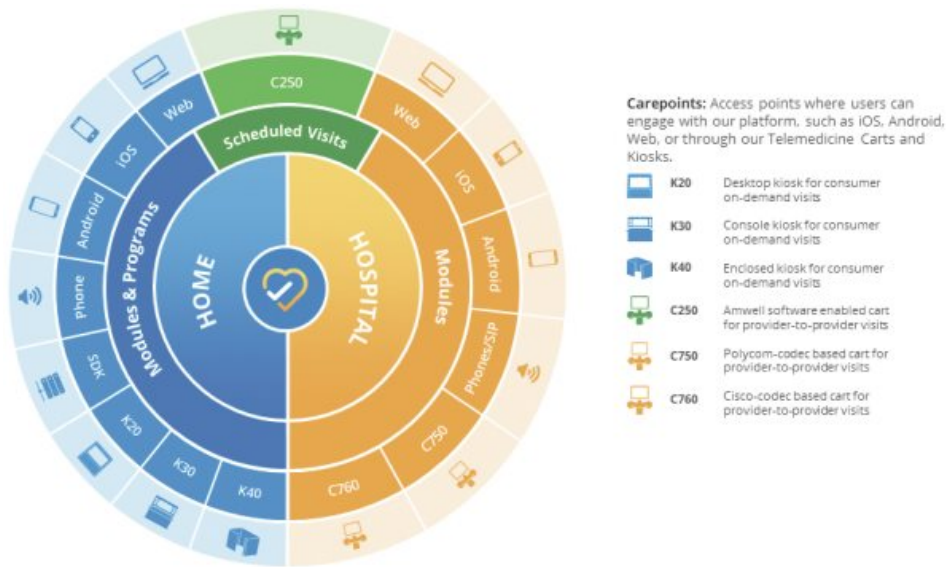 C250
Scheduled Visits
Web
iOS
Android
Phone
SDK
K20
K30
K40
Modules & Programs
HOME
HOSPITAL
Modules
Web
iOS
Android
Phones/SIP
C750
C760
Carepoints: Access points where users can
engage with our platform, such as iOS, Android,
Web, or through our Telemedicine Carts and
Kiosks.
K20 Desktop kiosk for consumer
on-demand visits
K30 Console kiosk for consumer
on-demand visits
K40 Enclosed kiosk for consumer
on-demand visits
C250 Amwell software enabled cart
for provider-to-provider visits
C750 Polycom-codec based cart for
provider-to-provider visits
C760 Cisco-codec based cart for
provider-to-provider visits